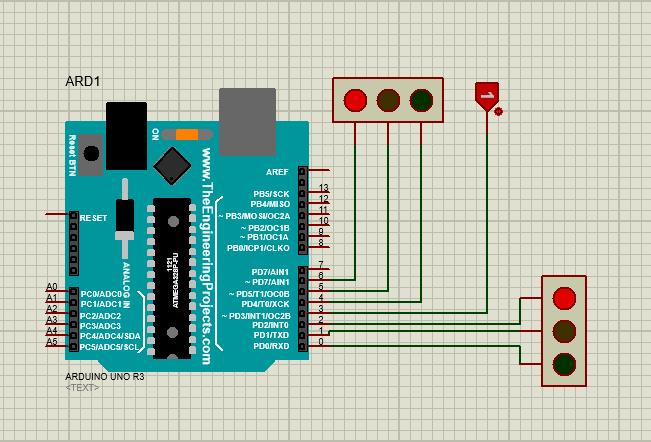 ARD1
ON
Reset BTN
www.TheEngineeringProjects.com
1121
ATMEGA328P-PU
ANALOG IN
RESET
A0 PC0/ADC0
A1 PC1/ADC1
A2 PC2/ADC2
A3 PC3/ADC3
A4 PC4/ADC4/SDA
A5 PC5/ADC5/SCL
AREF
PB5/SCK 13
PB4/MISO 12
~ PB3/MOSI/OC2A 11
~ PB2/OC1B 10
~ PB1/OC1A 9
PB0/ICP1/CLKO 8
PD7/AIN1 7
~ PD7/AIN1 6
~ PD5/T1/OC0B 5
PD4/T0/XCK 4
~ PD3/INT1/OC2B 3
PD2/INT0 2
PD1/TXD 1
PD0/RXD 0
1
ARDUINO UNO R3
<TEXT>